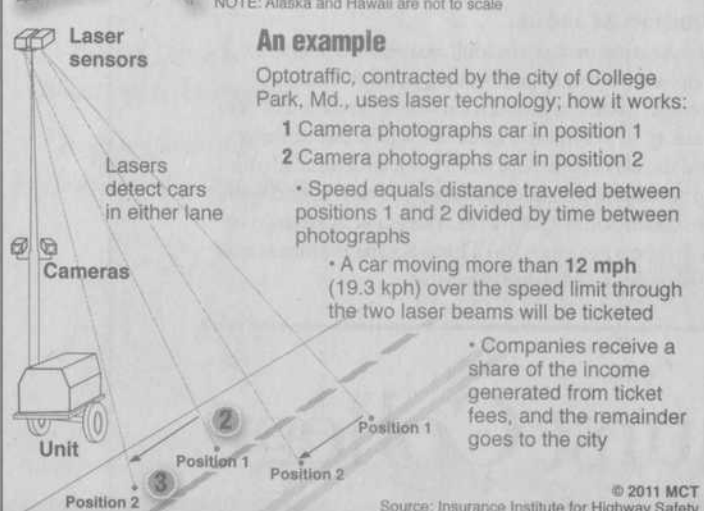 NOTE: Alaska and Hawaii are not to scale
Laser
sensors
An example
Optotraffic, contracted by the city of College
Park, Md., uses laser technology; how it works:
1 Camera photographs car in position 1
2 Camera photographs car in position 2
• Speed equals distance traveled between
positions 1 and 2 divided by time between
photographs
• A car moving more than 12 mph
(19.3 kph) over the speed limit through
the two laser beams will be ticketed
• Companies receive a
share of the income
generated from ticket
fees, and the remainder
goes to the city
Lasers
detect cars
in either lane
Cameras
Unit
2
Position 1
Position 1
Position 2
3
Position 2
© 2011 MCT
Source: Insurance Institute for Highway Safety